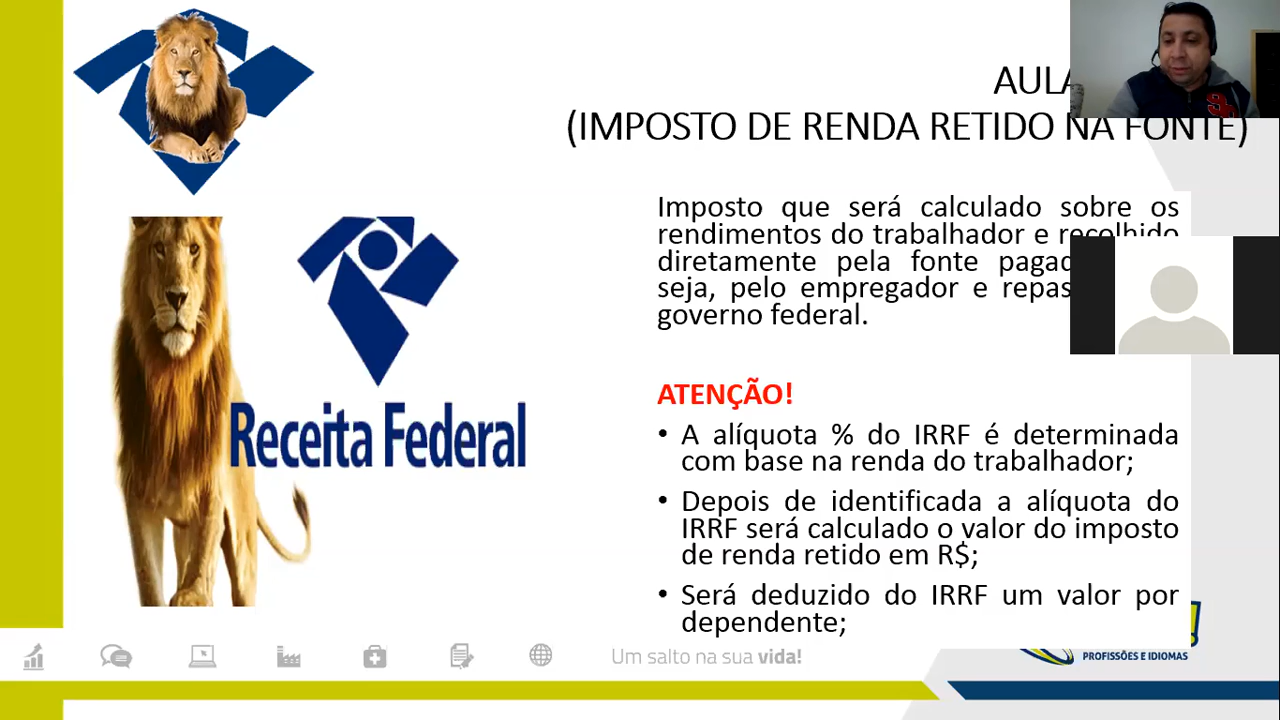 AULA
(IMPOSTO DE RENDA RETIDO NA FONTE)
Imposto que será calculado sobre os
rendimentos do trabalhador e recolhido
diretamente pela fonte
seja, pelo empregador e
governo federal.
ATENÇÃO!
• A alíquota % do IRRF é determinada
com base na renda do trabalhador;
• Depois de identificada a alíquota do
IRRF será calculado o valor do imposto
de renda retido em R$;
• Será deduzido do IRRF um valor por
dependente;
Receita Federal
Um salto na sua vida!
PROFISSÕES E IDIOMAS